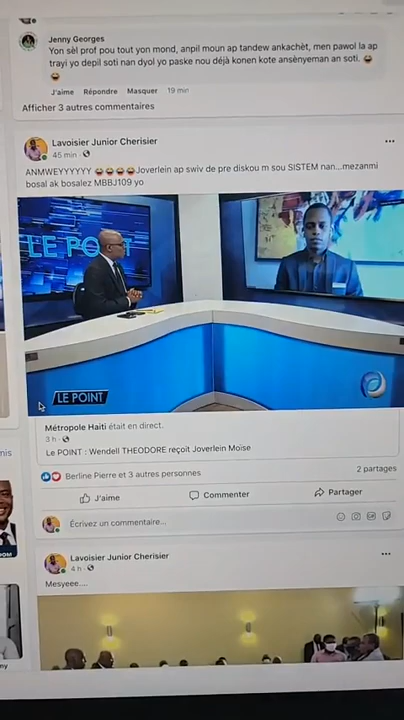 Jenny Georges
Yon sèl prof pou tout yon mond, anpil moun ap tandew ankachèt, men pawol la ap
trayi yo depil soti nan dyol yo paske nou déjà konen kote ansènyeman an soti.
J'aime Répondre Masquer 19 min
Afficher 3 autres commentaires
Lavoisier Junior Cherisier
45 min
ANMWEYYYYYY Joverlein ap swiv de pre diskou m sou SISTEM nan...mezanmi
bosal ak bosalez MBBJ109 yo
LE POINT
LE POINT
Métropole Haiti était en direct.
3 h
Le POINT : Wendell THEODORE reçoit Joverlein Moïse
Berline Pierre et 3 autres personnes
2 partages
J'aime Commenter Partager
Écrivez un commentaire...
Lavoisier Junior Cherisier
4 h
Mesyeee....